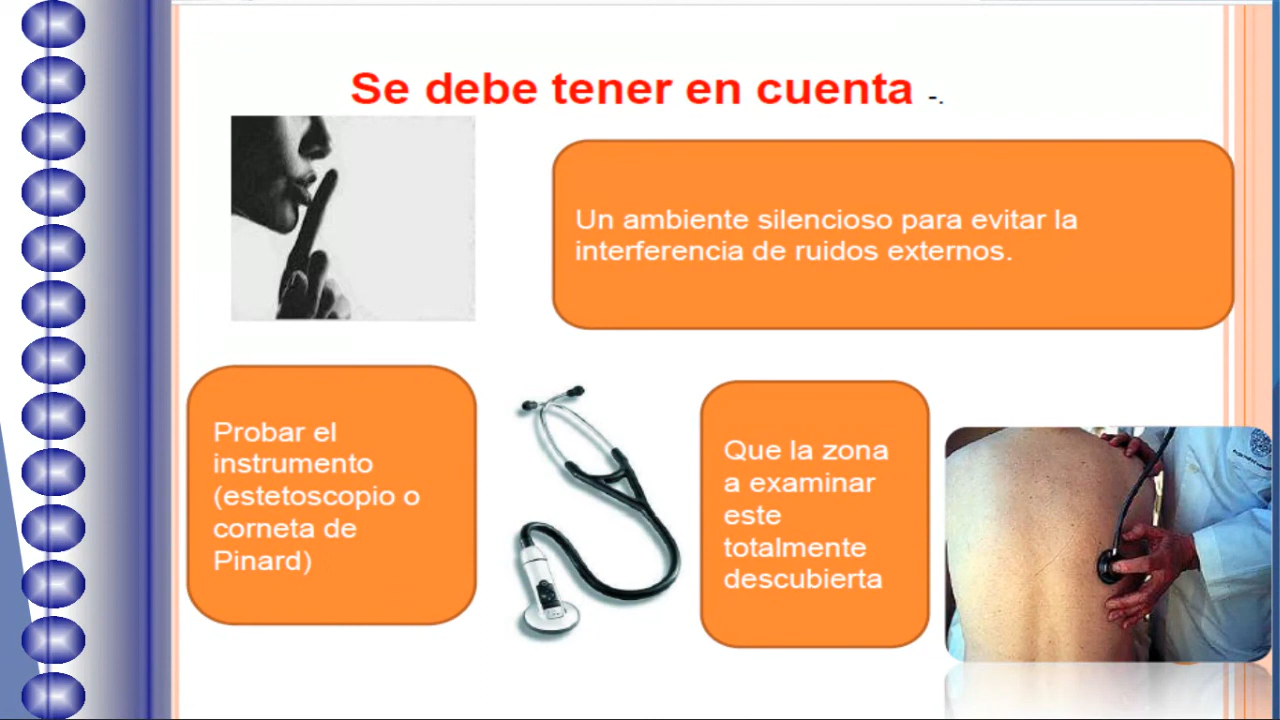 Se debe tener en cuenta -.
Un ambiente silencioso para evitar la
interferencia de ruidos externos.
Probar el
instrumento
(estetoscopio o
corneta de
Pinard)
Que la zona
a examinar
este
totalmente
descubierta